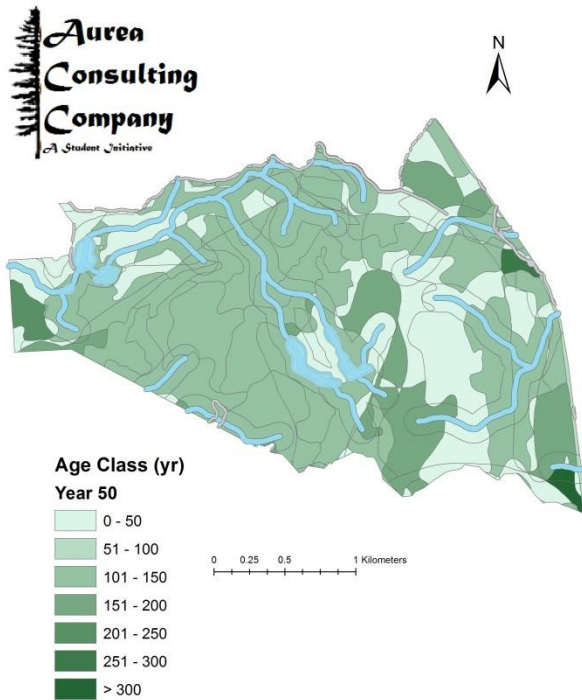 Aurea
Consulting
Company
A Student Initiative
N
Age Class (yr)
Year 50
0 - 50
51 - 100
101 - 150
151 - 200
201 - 250
251 - 300
> 300
0 0.25 0.5 1 Kilometers